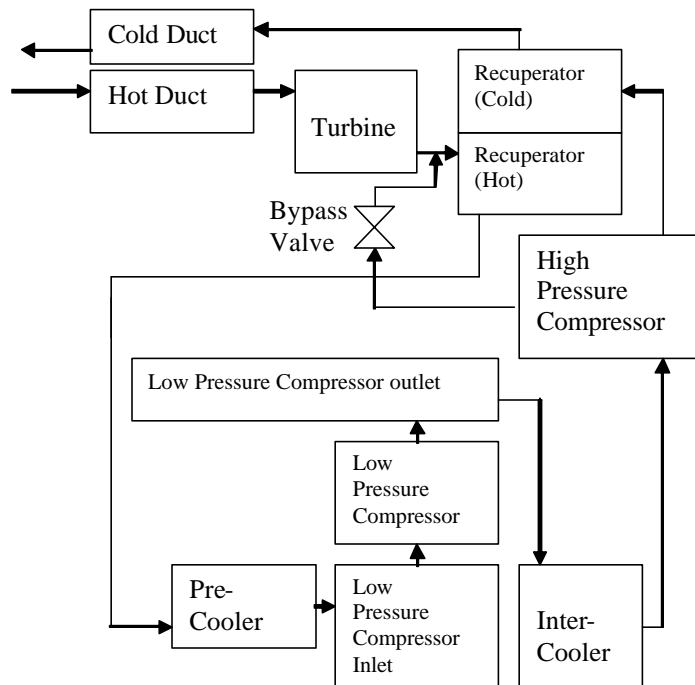 Cold Duct
Hot Duct
Turbine
Recuperator
(Cold)
Recuperator
(Hot)
Bypass
Valve
High
Pressure
Compressor
Low Pressure Compressor outlet
Low
Pressure
Compressor
Pre-
Cooler
Low
Pressure
Compressor
Inlet
Inter-
Cooler